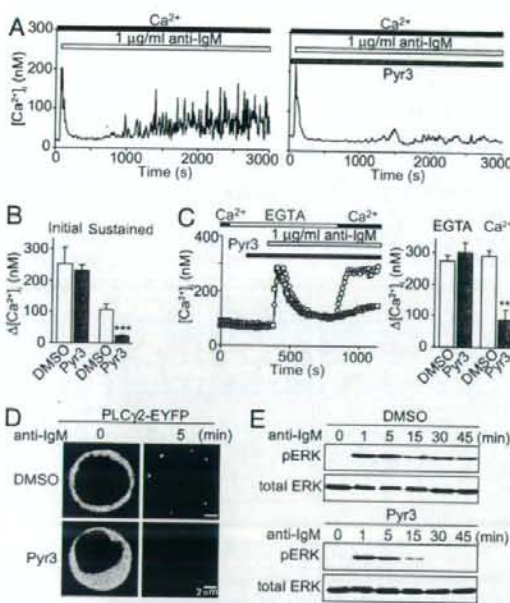 A
Ca²⁺
1 µg/ml anti-IgM
[Ca²⁺]ᵢ (nM)
300
200
100
0
0 1000 2000 3000
Time (s)
Ca²⁺
1 µg/ml anti-IgM
Pyr3
0 1000 2000 3000
Time (s)
B
Initial Sustained
Δ[Ca²⁺]ᵢ (nM)
300
200
100
0
***
DMSO
Pyr3
DMSO
Pyr3
C
Ca²⁺ EGTA Ca²⁺
1 µg/ml anti-IgM
Pyr3
[Ca²⁺]ᵢ (nM)
300
200
100
0
0 4000 8000
Time (s)
EGTA Ca²⁺
Δ[Ca²⁺]ᵢ (nM)
300
200
100
0
**
DMSO
Pyr3
DMSO
Pyr3
D
PLCγ2-EYFP
anti-IgM 0 5 (min)
DMSO
Pyr3
2 µm
E
DMSO
anti-IgM 0 1 5 15 30 45 (min)
pERK
total ERK
Pyr3
anti-IgM 0 1 5 15 30 45 (min)
pERK
total ERK